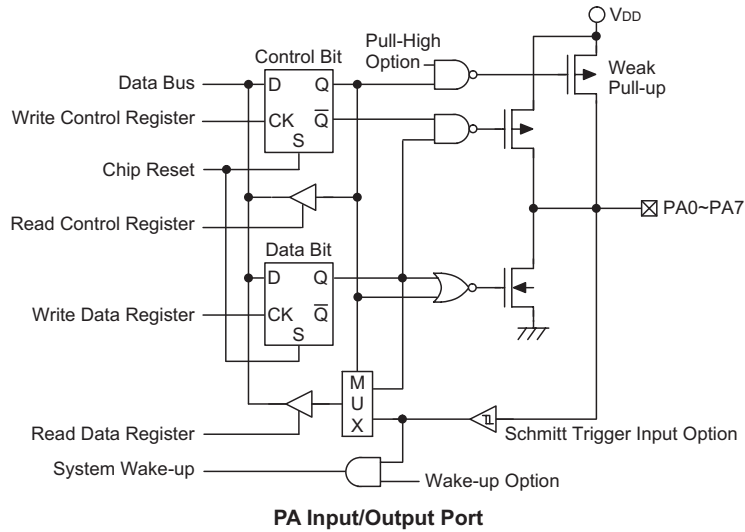 VDD
Control Bit
Pull-High
Option
Weak
Pull-up
Data Bus
D
Q
Write Control Register
CK
Q
S
Chip Reset
Read Control Register
PA0~PA7
Data Bit
D
Q
Write Data Register
CK
Q
S
M
U
X
Read Data Register
Schmitt Trigger Input Option
System Wake-up
Wake-up Option
PA Input/Output Port